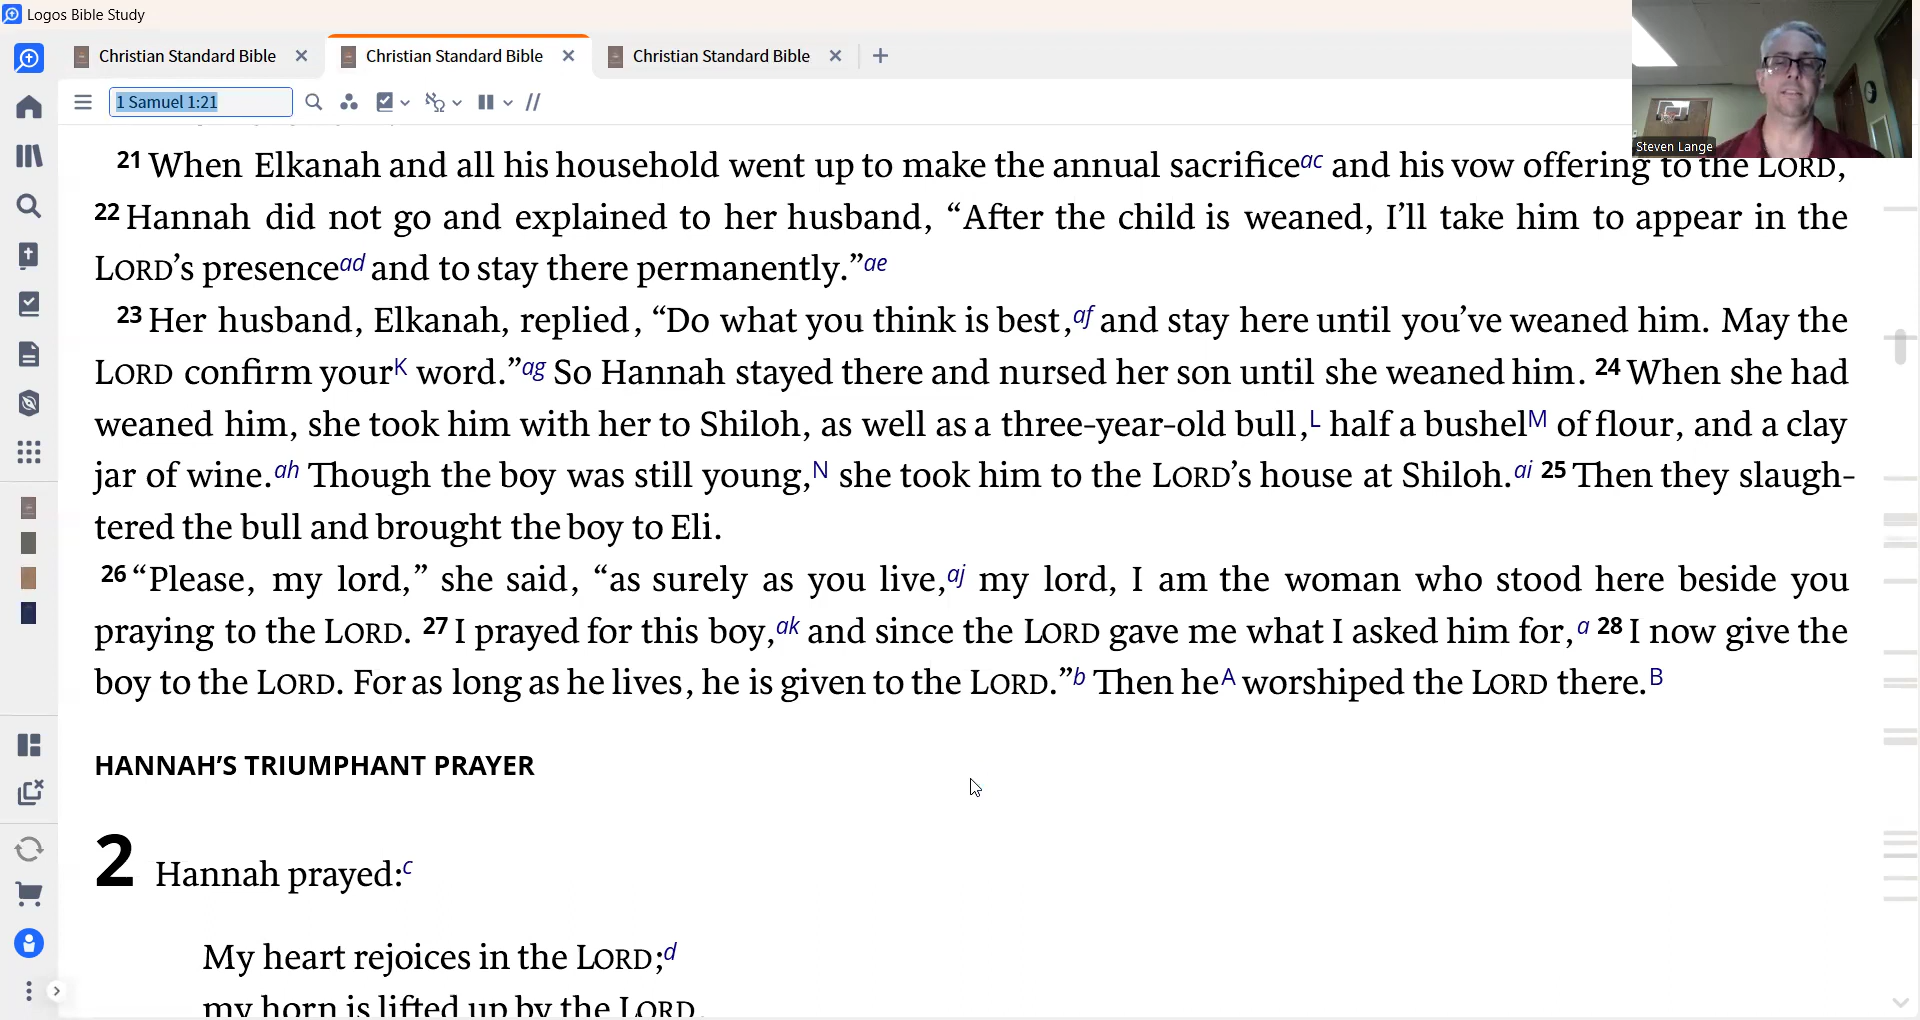 Logos Bible Study
Christian Standard Bible
Christian Standard Bible
Christian Standard Bible
1 Samuel 1:21
Steven Lange
21 When Elkanah and all his household went up to make the annual sacrificeac and his vow offering to the LORD,
22 Hannah did not go and explained to her husband, “After the child is weaned, I’ll take him to appear in the
LORD’s presencead and to stay there permanently.”ae
23 Her husband, Elkanah, replied, “Do what you think is best,af and stay here until you’ve weaned him. May the
LORD confirm yourK word.”ag So Hannah stayed there and nursed her son until she weaned him. 24 When she had
weaned him, she took him with her to Shiloh, as well as a three-year-old bull,L half a bushelM of flour, and a clay
jar of wine.ah Though the boy was still young,N she took him to the LORD’s house at Shiloh.ai 25 Then they slaugh-
tered the bull and brought the boy to Eli.
26 “Please, my lord,” she said, “as surely as you live,aj my lord, I am the woman who stood here beside you
praying to the LORD. 27 I prayed for this boy,ak and since the LORD gave me what I asked him for,a 28 I now give the
boy to the LORD. For as long as he lives, he is given to the LORD.”b Then heA worshiped the LORD there.B
HANNAH’S TRIUMPHANT PRAYER
2 Hannah prayed:c
My heart rejoices in the LORD;d
my horn is lifted up by the LORD.